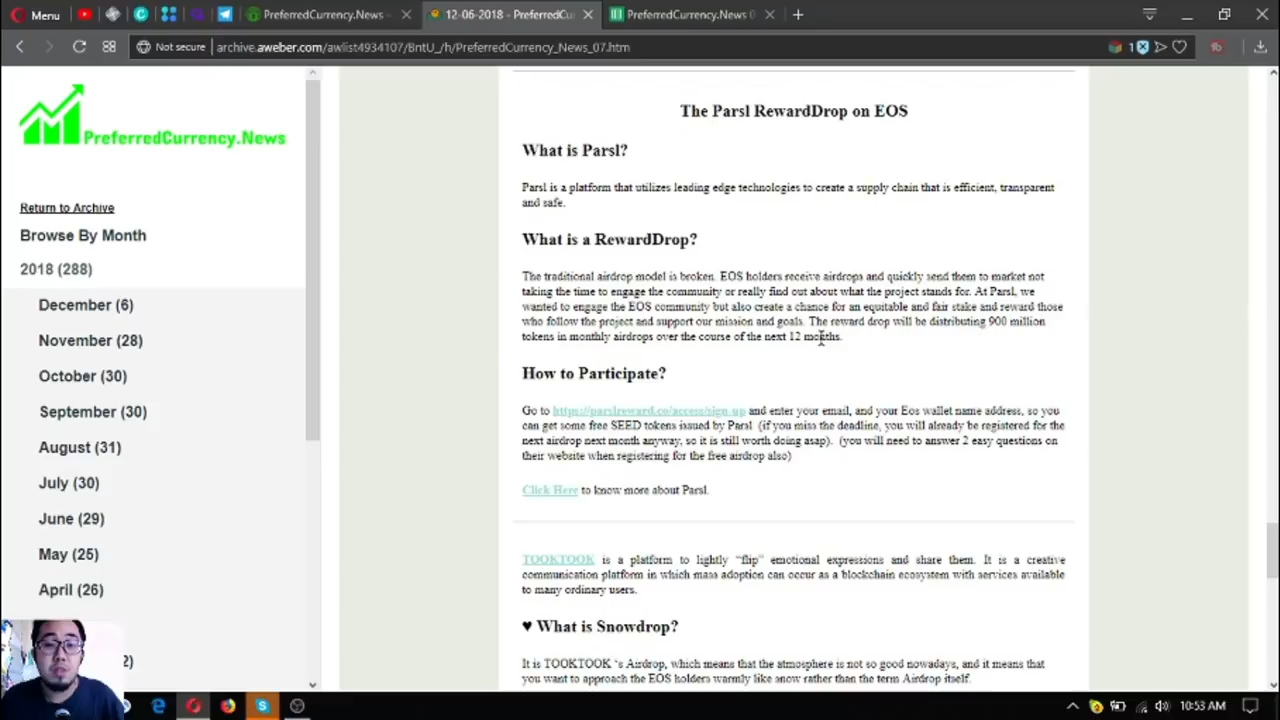 Menu
PreferredCurrency.News -
12-06-2018 - PreferredCu
PreferredCurrency.News 0
Not secure
archive.aweber.com/awlist4934107/BntU_/h/PreferredCurrency_News_07.htm
1
PreferredCurrency.News
Return to Archive
Browse By Month
2018 (288)
December (6)
November (28)
October (30)
September (30)
August (31)
July (30)
June (29)
May (25)
April (26)
2)
The Parsl RewardDrop on EOS
What is Parsl?
Parsl is a platform that utilizes leading edge technologies to create a supply chain that is efficient, transparent
and safe.
What is a RewardDrop?
The traditional airdrop model is broken. EOS holders receive airdrops and quickly send them to market not
taking the time to engage the community or really find out about what the project stands for. At Parsl, we
wanted to engage the EOS community but also create a chance for an equitable and fair stake and reward those
who follow the project and support our mission and goals. The reward drop will be distributing 900 million
tokens in monthly airdrops over the course of the next 12 months.
How to Participate?
Go to https://parslreward.co/access/sign_up and enter your email, and your Eos wallet name address, so you
can get some free SEED tokens issued by Parsl (if you miss the deadline, you will already be registered for the
next airdrop next month anyway, so it is still worth doing asap). (you will need to answer 2 easy questions on
their website when registering for the free airdrop also)
Click Here to know more about Parsl.
TOOKTOOK is a platform to lightly “flip” emotional expressions and share them. It is a creative
communication platform in which mass adoption can occur as a blockchain ecosystem with services available
to many ordinary users.
♥ What is Snowdrop?
It is TOOKTOOK ‘s Airdrop, which means that the atmosphere is not so good nowadays, and it means that
you want to approach the EOS holders warmly like snow rather than the term Airdrop itself.
10:53 AM